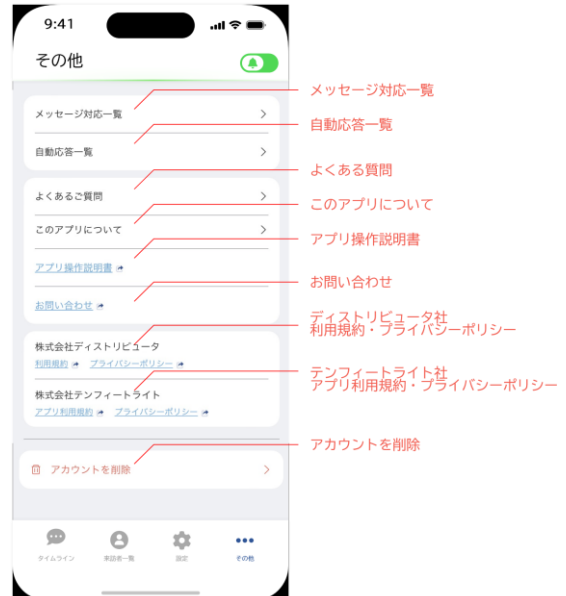 9:41
その他
メッセージ対応一覧
メッセージ対応一覧
自動応答一覧
自動応答一覧
よくある質問
よくあるご質問
このアプリについて
このアプリについて
アプリ操作説明書
アプリ操作説明書
お問い合わせ
お問い合わせ
ディストリビュータ社
利用規約・プライバシーポリシー
株式会社ディストリビュータ
利用規約 プライバシーポリシー
テンフィートライト社
アプリ利用規約・プライバシーポリシー
株式会社テンフィートライト
アプリ利用規約 プライバシーポリシー
アカウントを削除
アカウントを削除
タイムライン 来訪者一覧 設定 その他